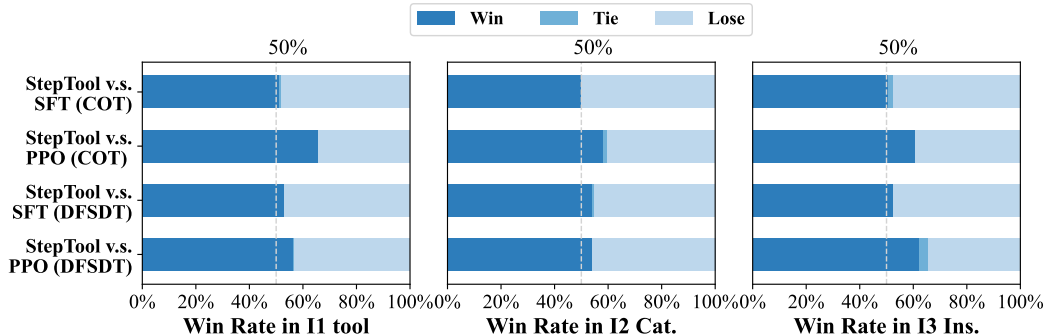 Win Tie Lose
50% 50% 50%
StepTool v.s.
SFT (COT)
StepTool v.s.
PPO (COT)
StepTool v.s.
SFT (DFSDT)
StepTool v.s.
PPO (DFSDT)
0% 20% 40% 60% 80% 100% 0% 20% 40% 60% 80% 100% 0% 20% 40% 60% 80% 100%
Win Rate in I1 tool Win Rate in I2 Cat. Win Rate in I3 Ins.